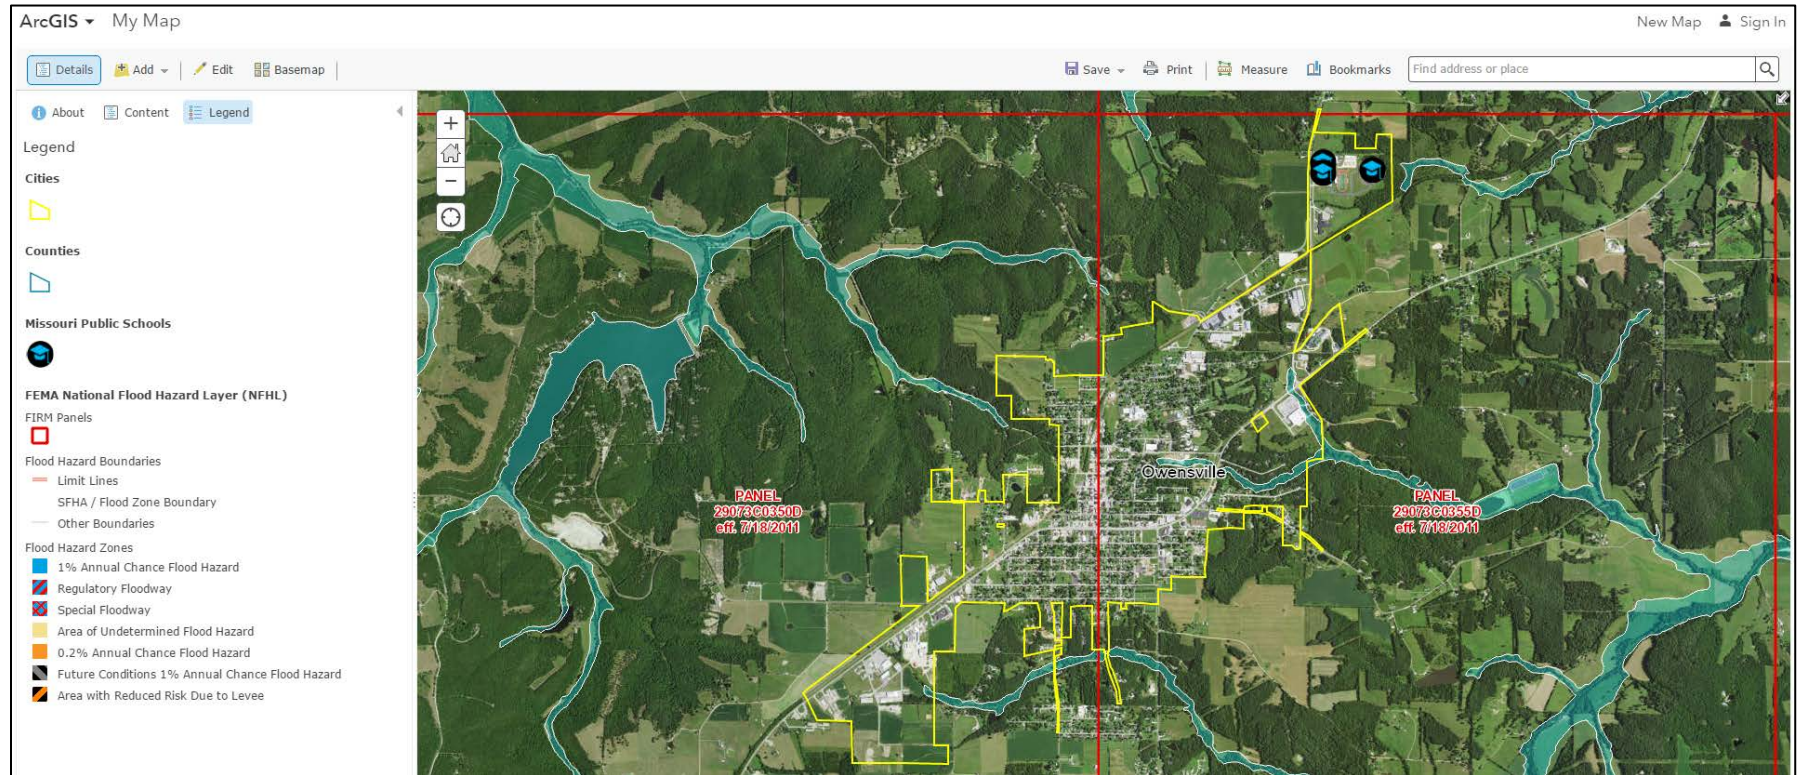 ArcGIS My Map
New Map Sign In
Details Add Edit Basemap
Save Print Measure Bookmarks Find address or place
About Content Legend
Legend
Cities
Counties
Missouri Public Schools
FEMA National Flood Hazard Layer (NFHL)
FIRM Panels
Flood Hazard Boundaries
Limit Lines
SFHA / Flood Zone Boundary
Other Boundaries
Flood Hazard Zones
1% Annual Chance Flood Hazard
Regulatory Floodway
Special Floodway
Area of Undetermined Flood Hazard
0.2% Annual Chance Flood Hazard
Future Conditions 1% Annual Chance Flood Hazard
Area with Reduced Risk Due to Levee
Owensville
PANEL
29073C0350D
eff. 7/18/2011
PANEL
29073C0355D
eff. 7/18/2011